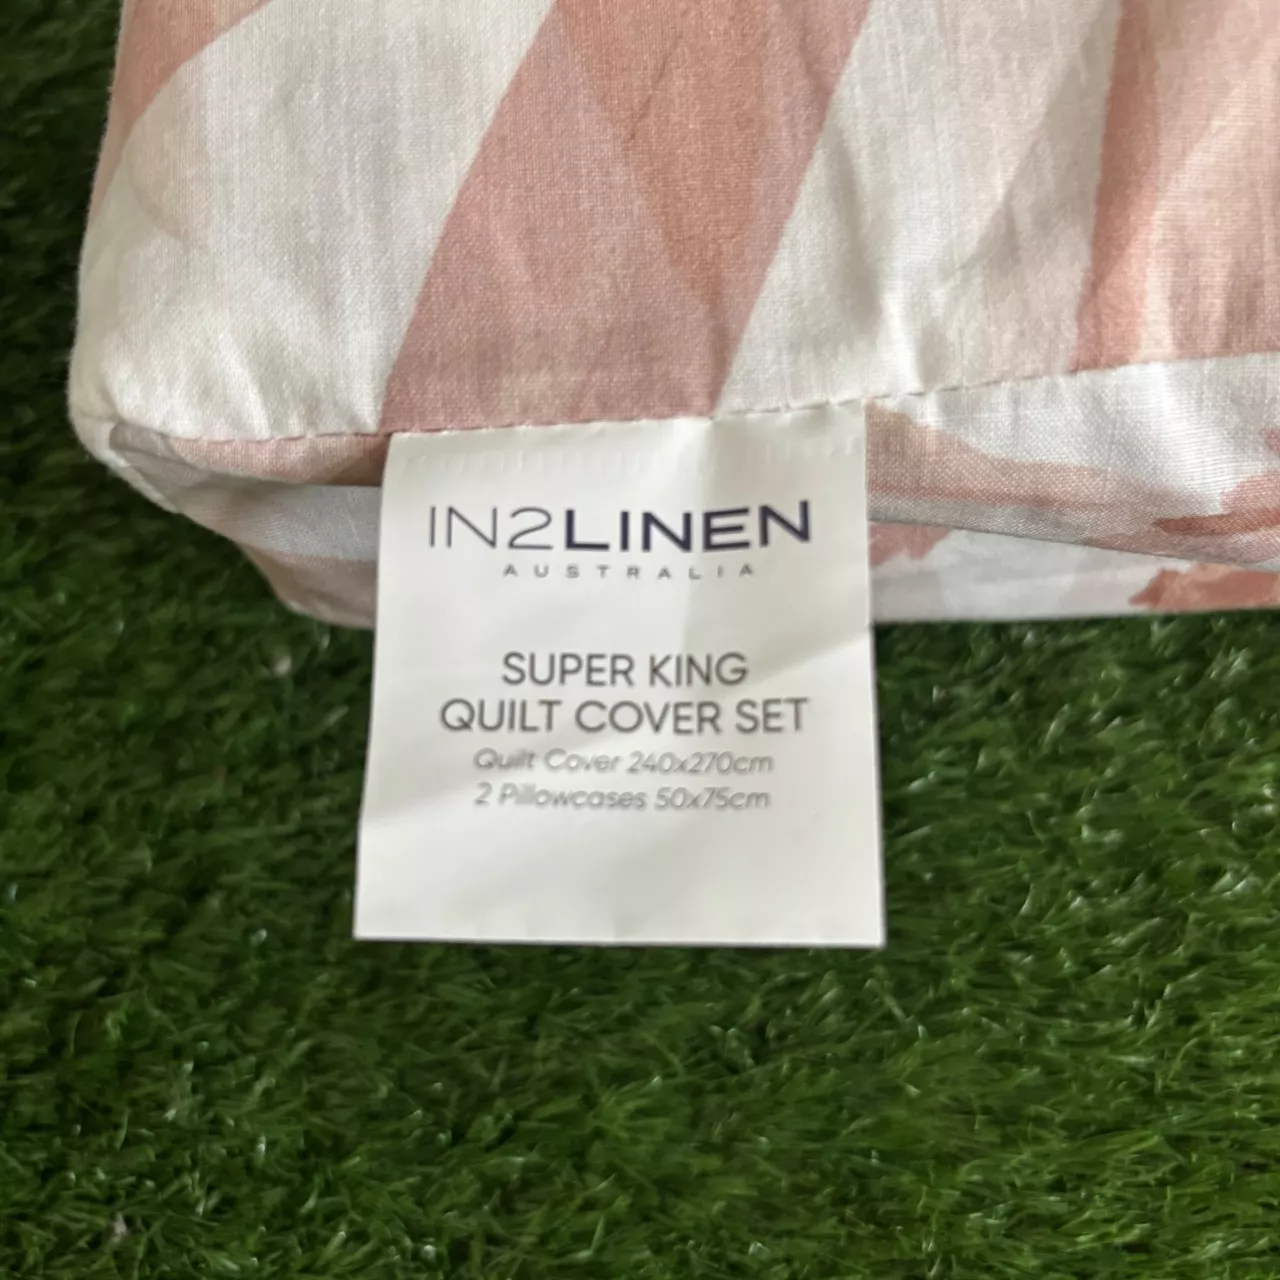 IN2LINEN
AUSTRALIA
SUPER KING
QUILT COVER SET
Quilt Cover 240x270cm
2 Pillowcases 50x75cm